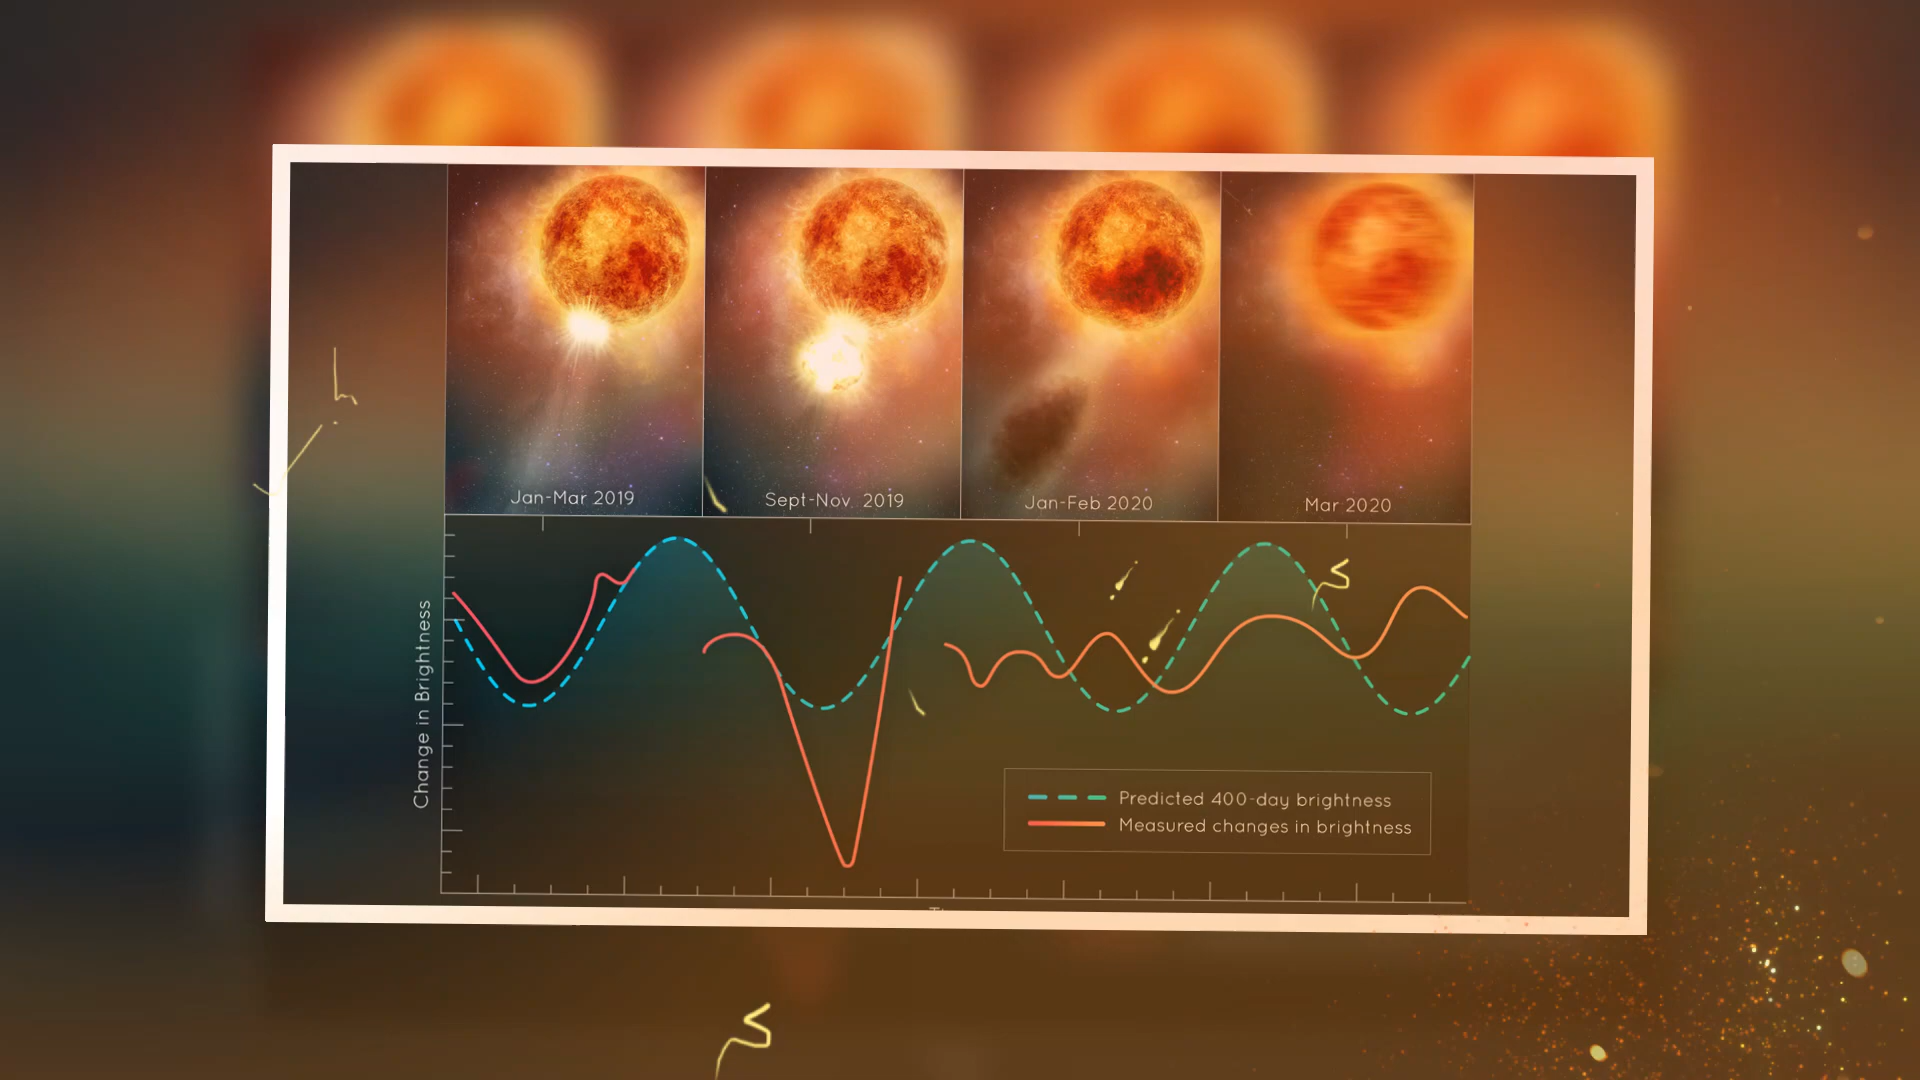 Jan-Mar 2019
Sept-Nov 2019
Jan-Feb 2020
Mar 2020
Change in Brightness
Predicted 400-day brightness
Measured changes in brightness